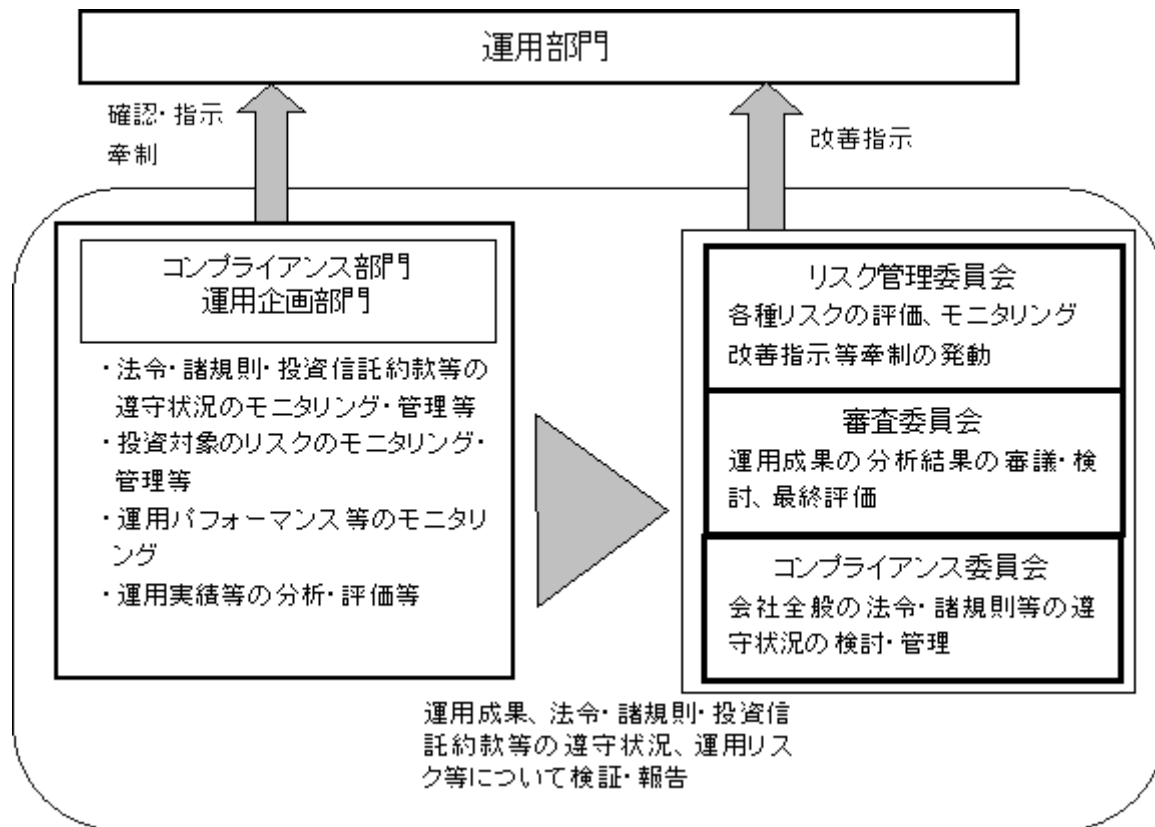 運用部門
確認・指示
牽制
改善指示
コンプライアンス部門
運用企画部門
・法令・諸規則・投資信託約款等の
遵守状況のモニタリング・管理等
・投資対象のリスクのモニタリング・
管理等
・運用パフォーマンス等のモニタリ
ング
・運用実績等の分析・評価等
リスク管理委員会
各種リスクの評価、モニタリング
改善指示等牽制の発動
審査委員会
運用成果の分析結果の審議・検
討、最終評価
コンプライアンス委員会
会社全般の法令・諸規則等の遵
守状況の検討・管理
運用成果、法令・諸規則・投資信
託約款等の遵守状況、運用リス
ク等について検証・報告